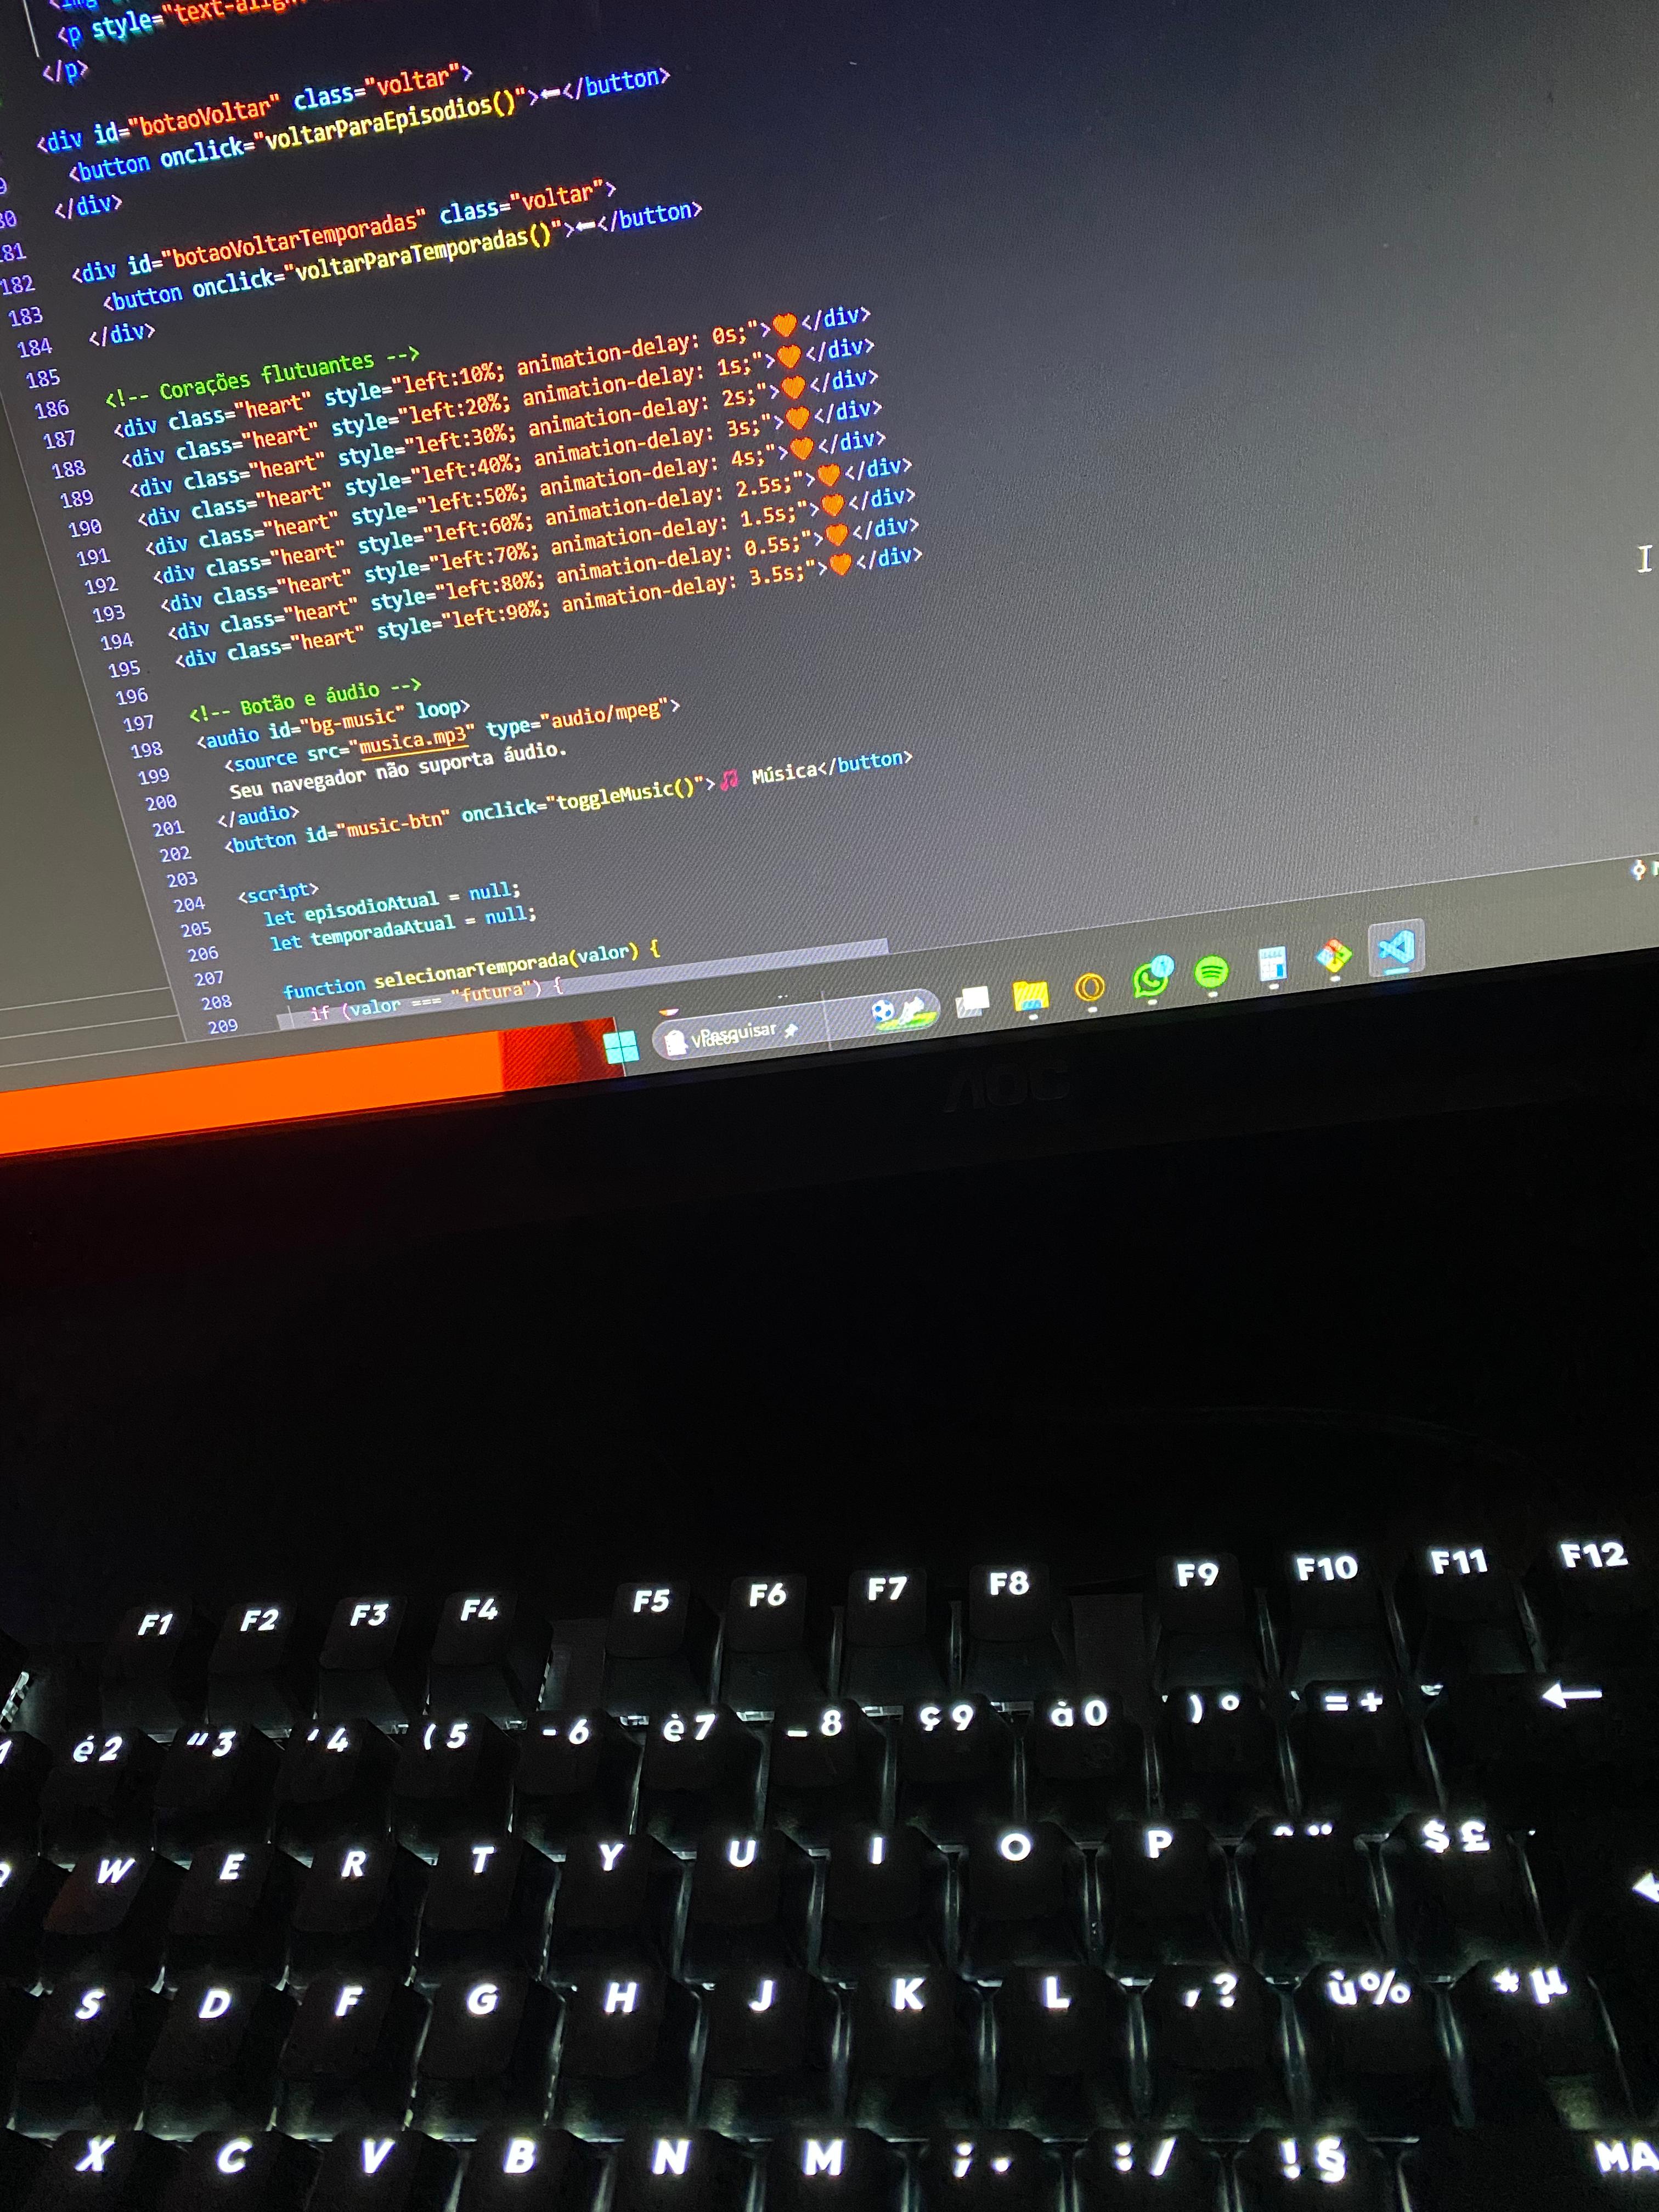 <p style="text-align
</p>
<div id="botaoVoltar" class="voltar">
<button onclick="voltarParaEpisodios()">⬅</button>
80 </div>
181
182 <div id="botaoVoltarTemporadas" class="voltar">
183 <button onclick="voltarParaTemporadas()">⬅</button>
184 </div>
185
186 <!-- Corações flutuantes -->
187 <div class="heart" style="left:10%; animation-delay: 0s;">🧡</div>
188 <div class="heart" style="left:20%; animation-delay: 1s;">🧡</div>
189 <div class="heart" style="left:30%; animation-delay: 2s;">🧡</div>
190 <div class="heart" style="left:40%; animation-delay: 3s;">🧡</div>
191 <div class="heart" style="left:50%; animation-delay: 4s;">🧡</div>
192 <div class="heart" style="left:60%; animation-delay: 2.5s;">🧡</div>
193 <div class="heart" style="left:70%; animation-delay: 1.5s;">🧡</div>
194 <div class="heart" style="left:80%; animation-delay: 0.5s;">🧡</div>
195 <div class="heart" style="left:90%; animation-delay: 3.5s;">🧡</div>
196
197 <!-- Botão e áudio -->
198 <audio id="bg-music" loop>
199 <source src="musica.mp3" type="audio/mpeg">
200 Seu navegador não suporta áudio.
201 </audio>
202 <button id="music-btn" onclick="toggleMusic()">🎵 Música</button>
203
204 <script>
205 let episodioAtual = null;
206 let temporadaAtual = null;
207
208 function selecionarTemporada(valor) {
209 if (valor === "futura") {
Pesquisar
Vídeos
AOC
F1 F2 F3 F4 F5 F6 F7 F8 F9 F10 F11 F12
é2 "3 '4 (5 -6 è7 _8 ç9 à0 )° =+ ←
W E R T Y U I O P ^¨ $£
S D F G H J K L ,? ù% *µ
X C V B N M ;. :/ !§ MA